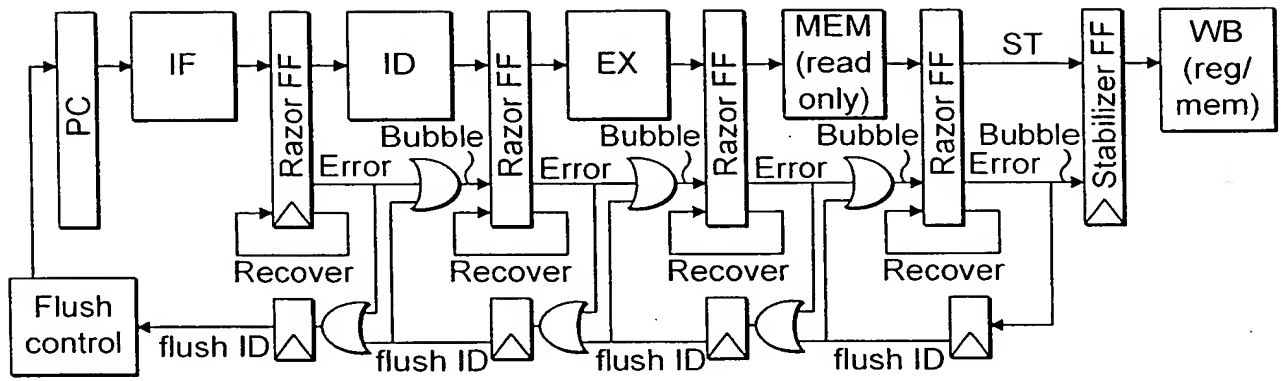 PC
IF
Razor FF
ID
Razor FF
EX
Razor FF
MEM
(read
only)
Razor FF
ST
Stabilizer FF
WB
(reg/
mem)
Error
Bubble
Error
Bubble
Error
Bubble
Bubble
Error
Recover
Recover
Recover
Recover
Flush
control
flush ID
flush ID
flush ID
flush ID